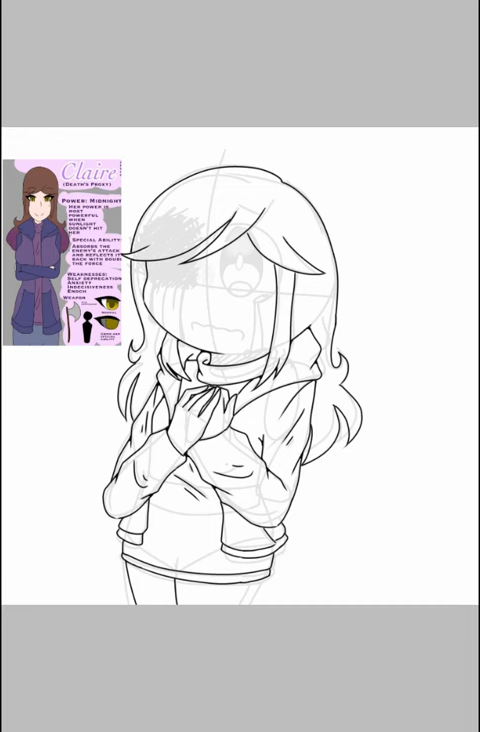 Claire
(Death's Proxy)
Power: Midnight
Her power is
most
powerful
when
sunlight
doesn't hit
her
Special Ability:
Absorbs the
enemy's attack
and reflects it
back with double
the force
Weaknesses:
Self deprecation
Anxiety
Indecisiveness
Enoch
Weapon